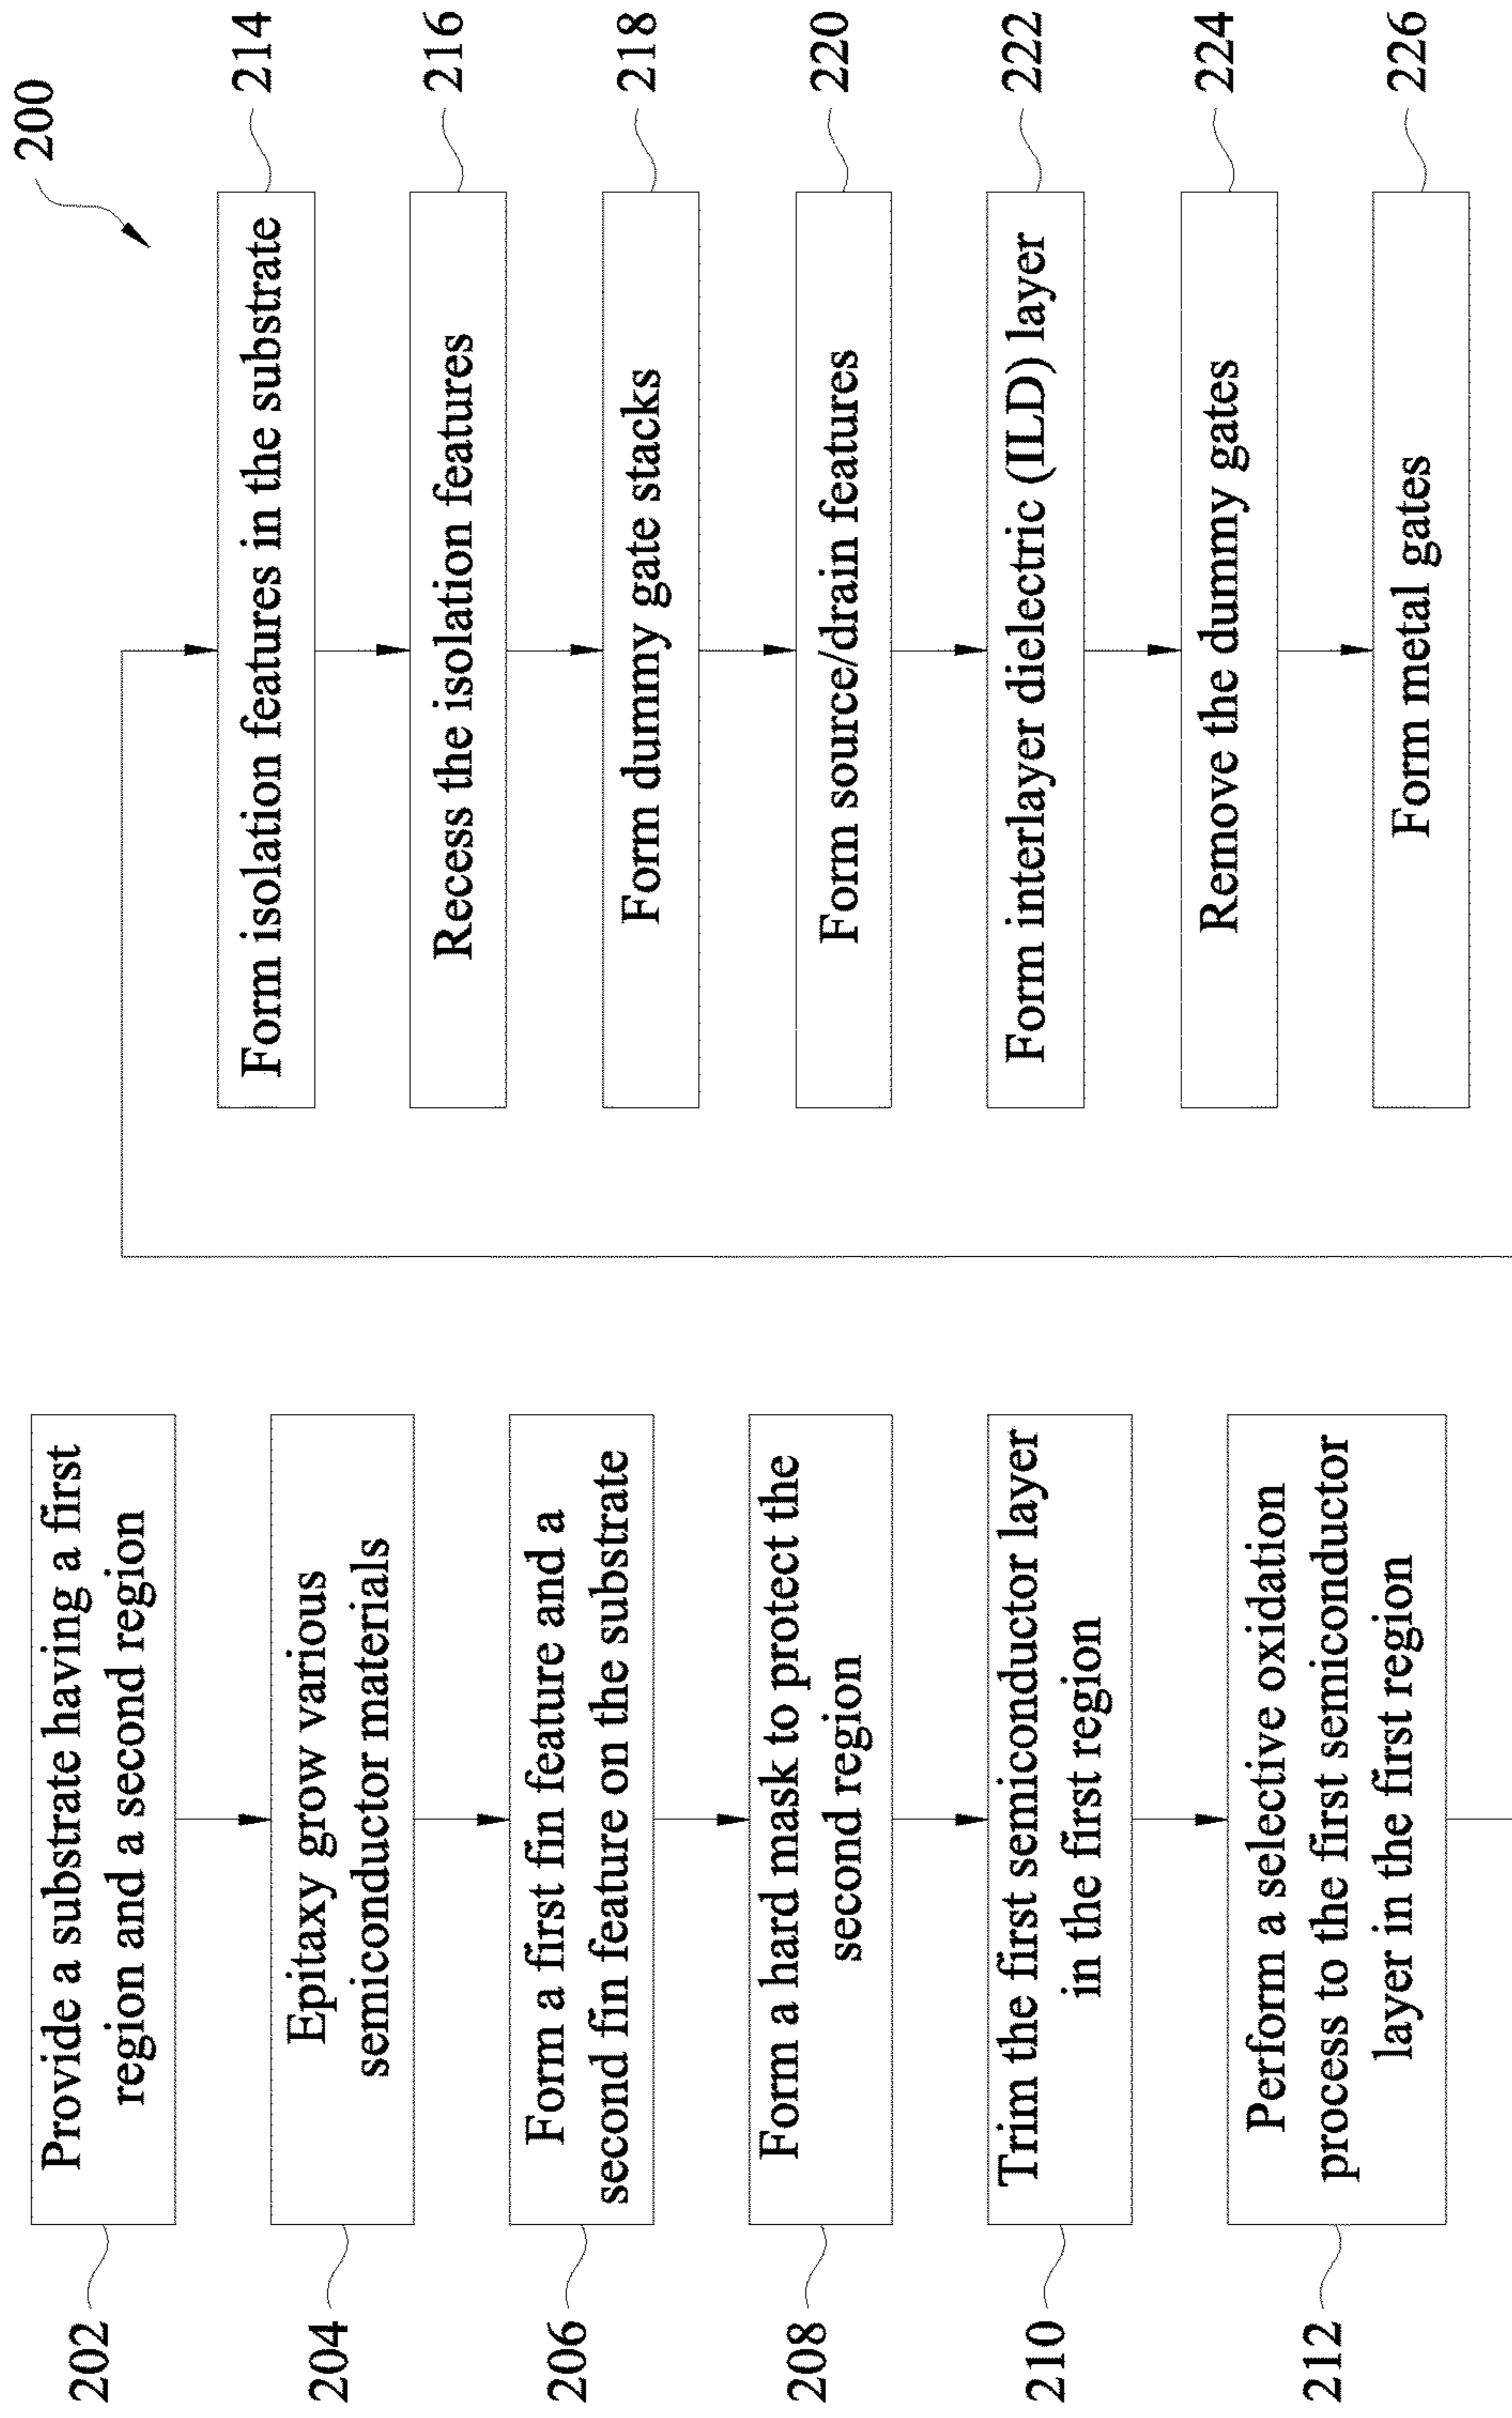 200
202
Provide a substrate having a first
region and a second region
204
Epitaxy grow various
semiconductor materials
206
Form a first fin feature and a
second fin feature on the substrate
208
Form a hard mask to protect the
second region
210
Trim the first semiconductor layer
in the first region
212
Perform a selective oxidation
process to the first semiconductor
layer in the first region
Form isolation features in the substrate
214
Recess the isolation features
216
Form dummy gate stacks
218
Form source/drain features
220
Form interlayer dielectric (ILD) layer
222
Remove the dummy gates
224
Form metal gates
226